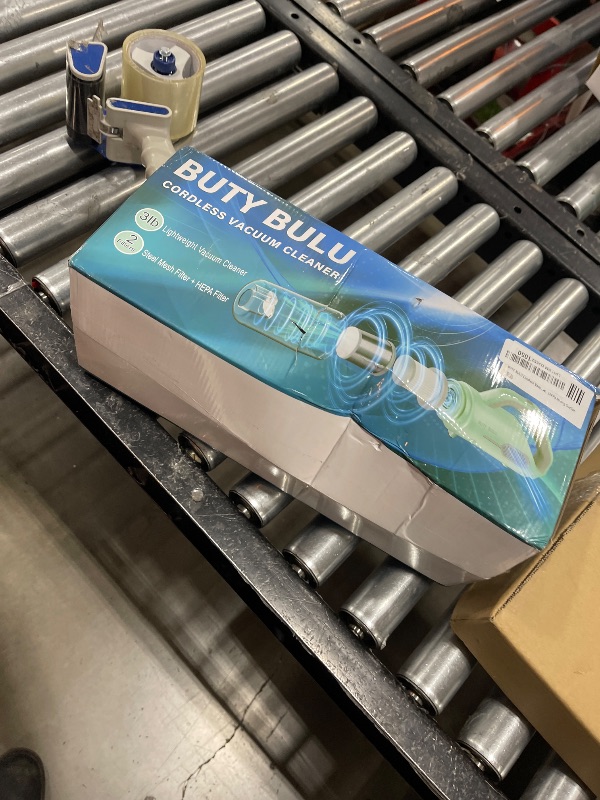 BUTY BULU
CORDLESS VACUUM CLEANER
3lb
Lightweight Vacuum Cleaner
2
Steel Mesh Filter + HEPA Filter